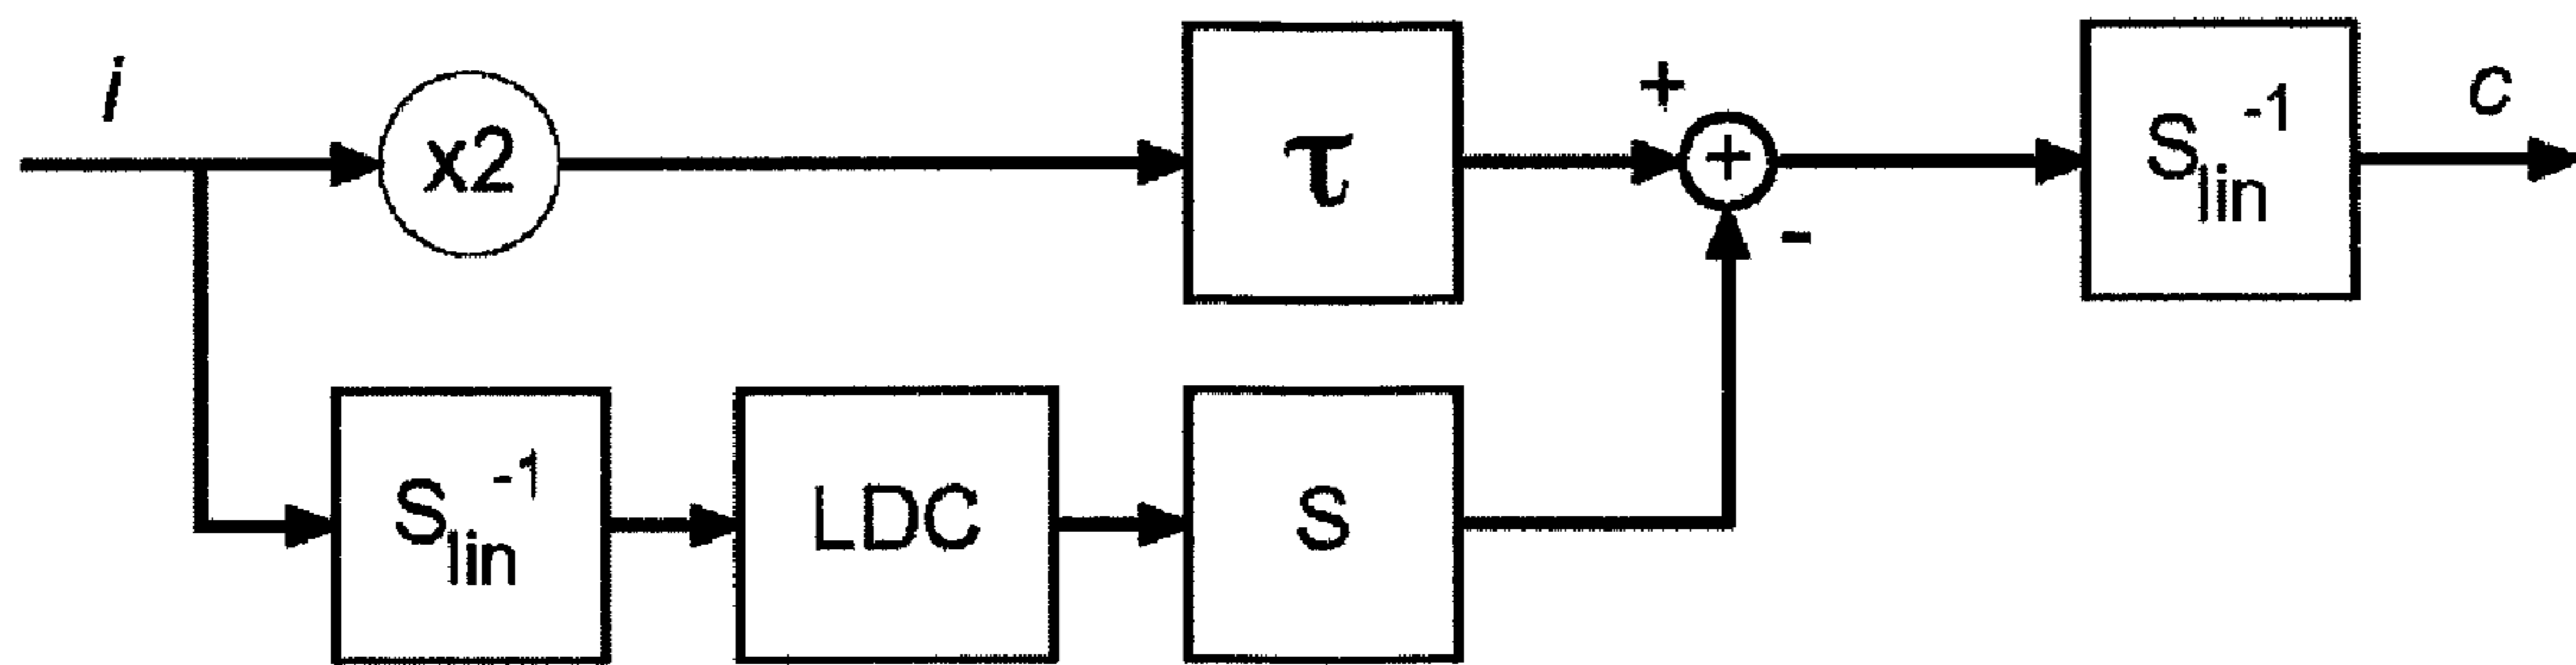 i
x2
τ
+
+
-
S_lin^-1
c
S_lin^-1
LDC
S